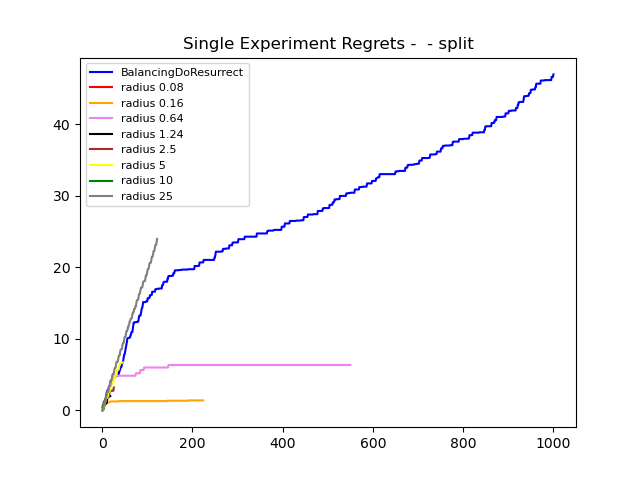 Single Experiment Regrets -  - split
BalancingDoResurrect
radius 0.08
radius 0.16
radius 0.64
radius 1.24
radius 2.5
radius 5
radius 10
radius 25
40
30
20
10
0
0 200 400 600 800 1000